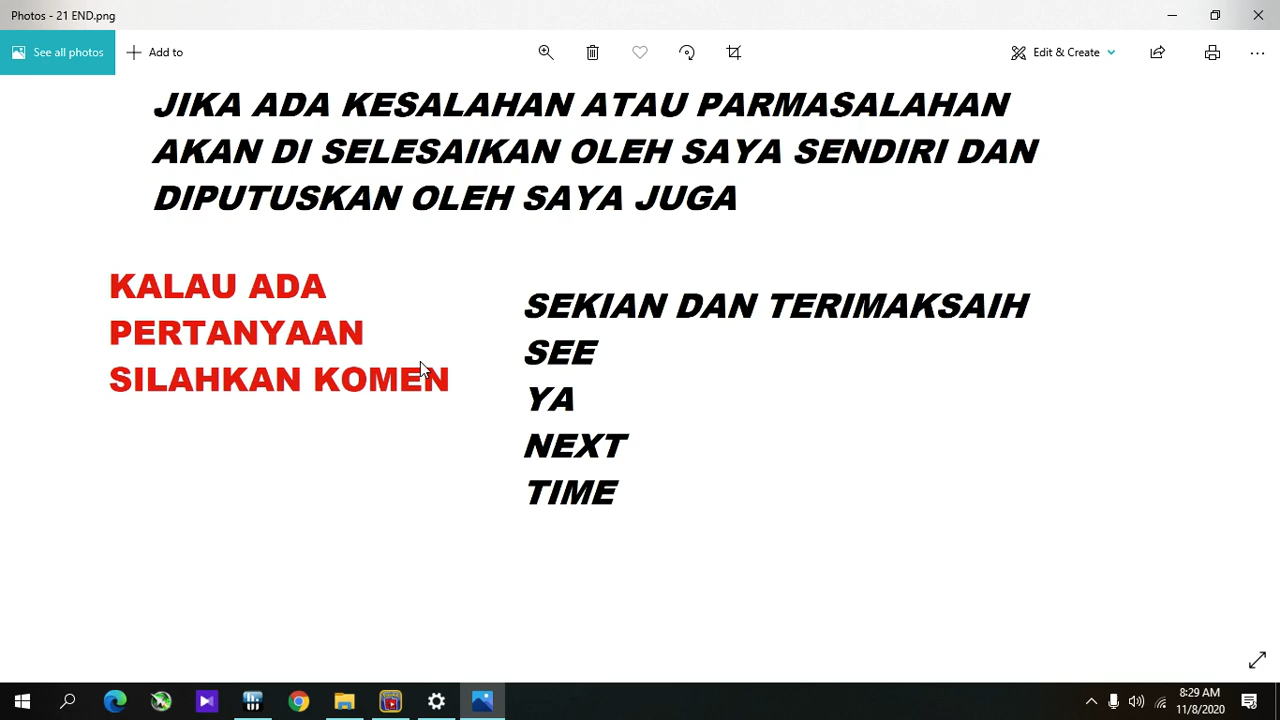 Photos - 21 END.png
See all photos
Add to
Edit & Create
JIKA ADA KESALAHAN ATAU PARMASALAHAN
AKAN DI SELESAIKAN OLEH SAYA SENDIRI DAN
DIPUTUSKAN OLEH SAYA JUGA
KALAU ADA
PERTANYAAN
SILAHKAN KOMEN
SEKIAN DAN TERIMAKSAIH
SEE
YA
NEXT
TIME
8:29 AM
11/8/2020